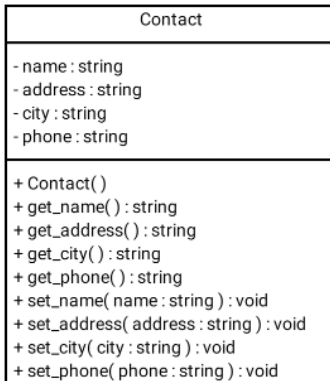 Contact
- name : string
- address : string
- city : string
- phone : string
+ Contact( )
+ get_name( ) : string
+ get_address( ) : string
+ get_city( ) : string
+ get_phone( ) : string
+ set_name( name : string ) : void
+ set_address( address : string ) : void
+ set_city( city : string ) : void
+ set_phone( phone : string ) : void